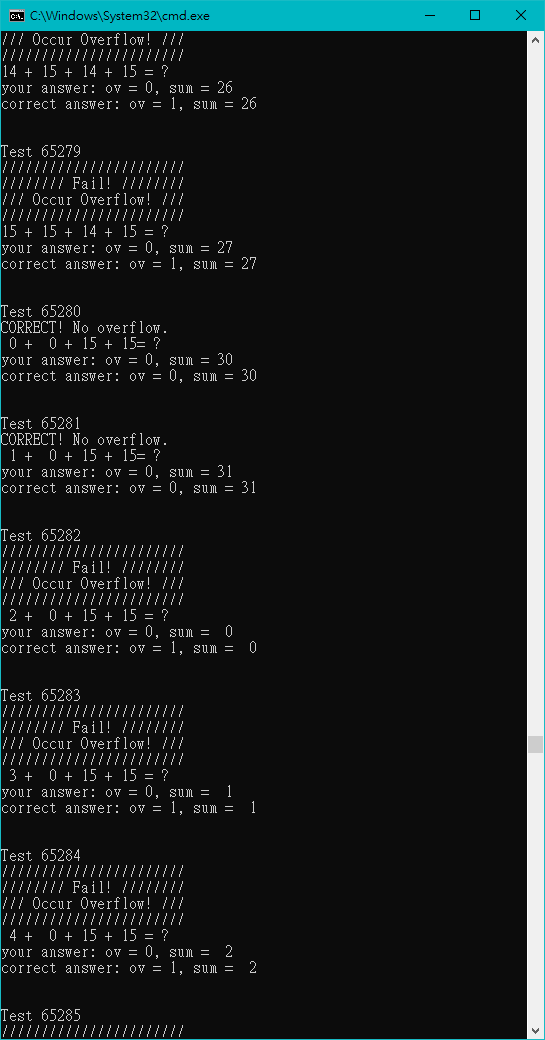 C:\Windows\System32\cmd.exe
/// Occur Overflow! ///
///////////////////////
14 + 15 + 14 + 15 = ?
your answer: ov = 0, sum = 26
correct answer: ov = 1, sum = 26
Test 65279
///////////////////////
//////// Fail! ////////
/// Occur Overflow! ///
///////////////////////
15 + 15 + 14 + 15 = ?
your answer: ov = 0, sum = 27
correct answer: ov = 1, sum = 27
Test 65280
CORRECT! No overflow.
 0 +  0 + 15 + 15= ?
your answer: ov = 0, sum = 30
correct answer: ov = 0, sum = 30
Test 65281
CORRECT! No overflow.
 1 +  0 + 15 + 15= ?
your answer: ov = 0, sum = 31
correct answer: ov = 0, sum = 31
Test 65282
///////////////////////
//////// Fail! ////////
/// Occur Overflow! ///
///////////////////////
 2 +  0 + 15 + 15 = ?
your answer: ov = 0, sum =  0
correct answer: ov = 1, sum =  0
Test 65283
///////////////////////
//////// Fail! ////////
/// Occur Overflow! ///
///////////////////////
 3 +  0 + 15 + 15 = ?
your answer: ov = 0, sum =  1
correct answer: ov = 1, sum =  1
Test 65284
///////////////////////
//////// Fail! ////////
/// Occur Overflow! ///
///////////////////////
 4 +  0 + 15 + 15 = ?
your answer: ov = 0, sum =  2
correct answer: ov = 1, sum =  2
Test 65285
///////////////////////